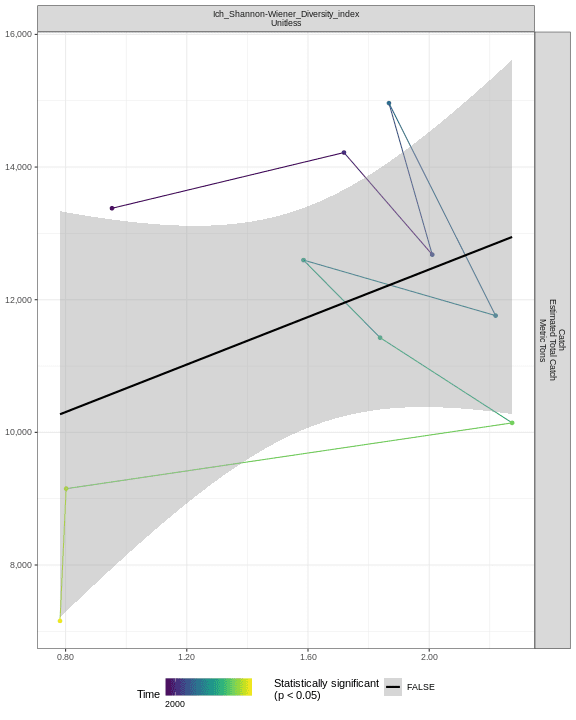 Ich_Shannon-Wiener_Diversity_index
Unitless
16,000
14,000
12,000
10,000
8,000
0.80
1.20
1.60
2.00
Catch
Estimated Total Catch
Metric Tons
Time
2000
Statistically significant
(p < 0.05)
FALSE